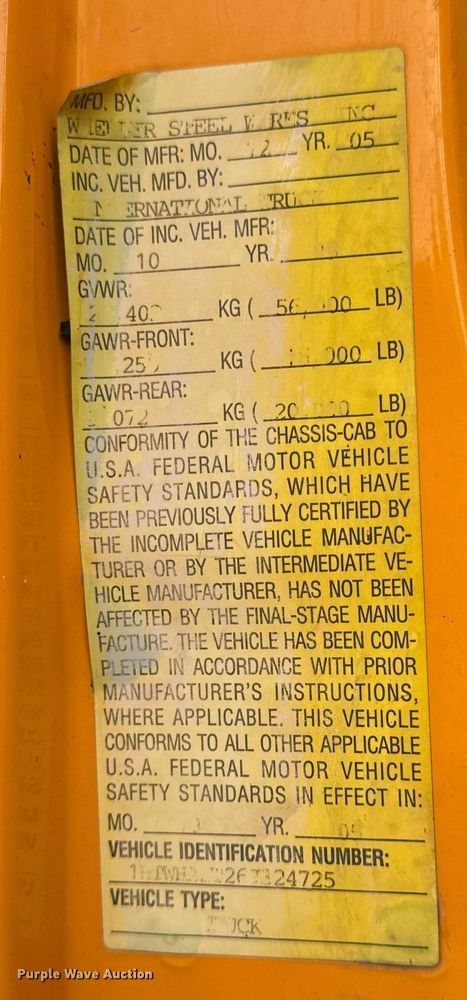 MFD. BY:
STEEL INC
DATE OF MFR: MO. YR. 05
INC. VEH. MFD. BY:
DATE OF INC. VEH. MFR:
MO. 10 YR.
GVWR:
KG ( LB)
GAWR-FRONT:
KG ( LB)
GAWR-REAR:
KG ( LB)
CONFORMITY OF THE CHASSIS-CAB TO
U.S.A. FEDERAL MOTOR VEHICLE
SAFETY STANDARDS, WHICH HAVE
BEEN PREVIOUSLY FULLY CERTIFIED BY
THE INCOMPLETE VEHICLE MANUFAC-
TURER OR BY THE INTERMEDIATE VE-
HICLE MANUFACTURER, HAS NOT BEEN
AFFECTED BY THE FINAL-STAGE MANU-
FACTURE. THE VEHICLE HAS BEEN COM-
PLETED IN ACCORDANCE WITH PRIOR
MANUFACTURER'S INSTRUCTIONS,
WHERE APPLICABLE. THIS VEHICLE
CONFORMS TO ALL OTHER APPLICABLE
U.S.A. FEDERAL MOTOR VEHICLE
SAFETY STANDARDS IN EFFECT IN:
MO. YR. 05
VEHICLE IDENTIFICATION NUMBER:
VEHICLE TYPE:
Purple Wave Auction